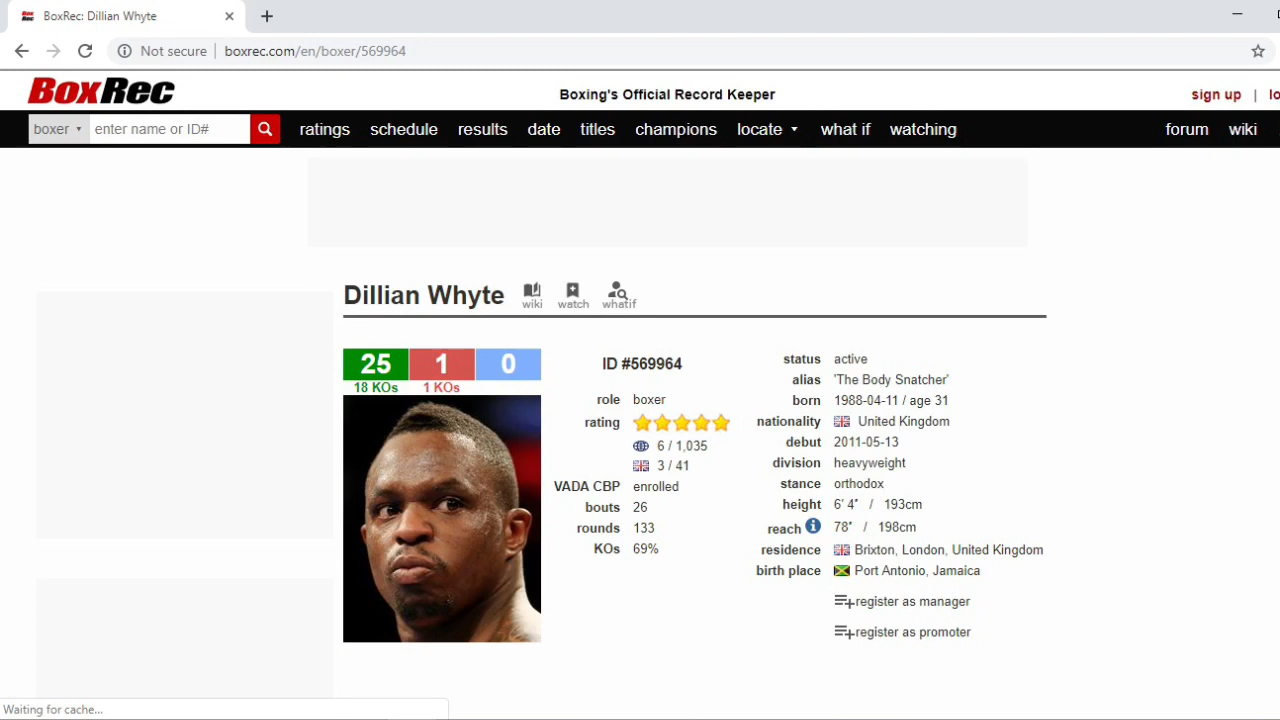 BoxRec: Dillian Whyte
Not secure boxrec.com/en/boxer/569964
BoxRec
Boxing's Official Record Keeper
sign up | lo
boxer enter name or ID# ratings schedule results date titles champions locate what if watching forum wiki
Dillian Whyte wiki watch whatif
25 1 0
18 KOs 1 KOs
ID #569964
role boxer
rating
6 / 1,035
3 / 41
VADA CBP enrolled
bouts 26
rounds 133
KOs 69%
status active
alias 'The Body Snatcher'
born 1988-04-11 / age 31
nationality United Kingdom
debut 2011-05-13
division heavyweight
stance orthodox
height 6′ 4″ / 193cm
reach 78″ / 198cm
residence Brixton, London, United Kingdom
birth place Port Antonio, Jamaica
register as manager
register as promoter
Waiting for cache...